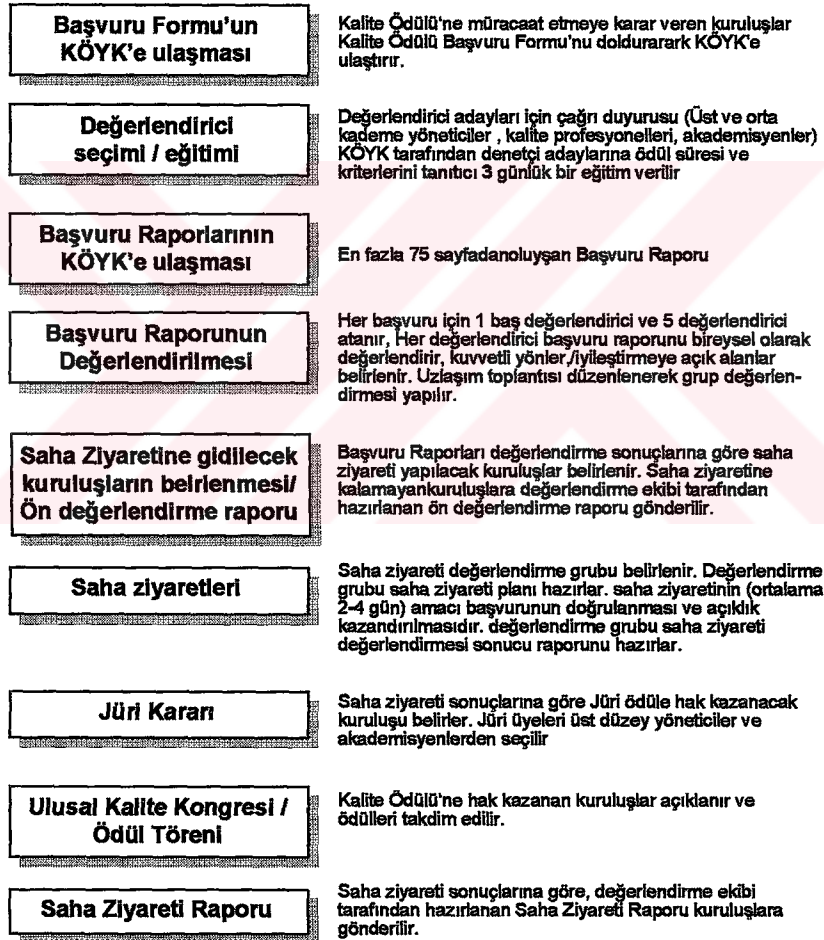 Başvuru Formu'un
KÖYK'e ulaşması
Kalite Ödülü'ne müracaat etmeye karar veren kuruluşlar
Kalite Ödülü Başvuru Formu'nu doldurarark KÖYK'e
ulaştırır.
Değerlendirici
seçimi / eğitimi
Değerlendirici adayları için çağrı duyurusu (Üst ve orta
kademe yöneticiler , kalite profesyonelleri, akademisyenler)
KÖYK tarafından denetçi adaylarına ödül süresi ve
kriterlerini tanıtıcı 3 günlük bir eğitim verilir
Başvuru Raporlarının
KÖYK'e ulaşması
En fazla 75 sayfadanoluyşan Başvuru Raporu
Başvuru Raporunun
Değerlendirilmesi
Her başvuru için 1 baş değerlendirici ve 5 değerlendirici
atanır, Her değerlendirici başvuru raporunu bireysel olarak
değerlendirir, kuvvetli yönler,/iyileştirmeye açık alanlar
belirlenir. Uzlaşım toplantısı düzenlenerek grup değerlen-
dirmesi yapılır.
Saha Ziyaretine gidilecek
kuruluşların belrlenmesi/
Ön değerlendirme raporu
Başvuru Raporları değerlendirme sonuçlarına göre saha
ziyareti yapılacak kuruluşlar belirlenir. Saha ziyaretine
kalamayankuruluşlara değerlendirme ekibi tarafından
hazırlanan ön değerlendirme raporu gönderilir.
Saha ziyaretleri
Saha ziyareti değerlendirme grubu belirlenir. Değerlendirme
grubu saha ziyareti planı hazırlar. saha ziyaretinin (ortalama
2-4 gün) amacı başvurunun doğrulanması ve açıklık
kazandırılmasıdır. değerlendirme grubu saha ziyareti
değerlendirmesi sonucu raporunu hazırlar.
Jüri Kararı
Saha ziyareti sonuçlarına göre Jüri ödüle hak kazanacak
kuruluşu belirler. Jüri üyeleri üst düzey yöneticiler ve
akademisyenlerden seçilir
Ulusal Kalite Kongresi /
Ödül Töreni
Kalite Ödülü'ne hak kazanan kuruluşlar açıklanır ve
ödülleri takdim edilir.
Saha Ziyareti Raporu
Saha ziyareti sonuçlarına göre, değerlendirme ekibi
tarafından hazırlanan Saha Ziyareti Raporu kuruluşlara
gönderilir.